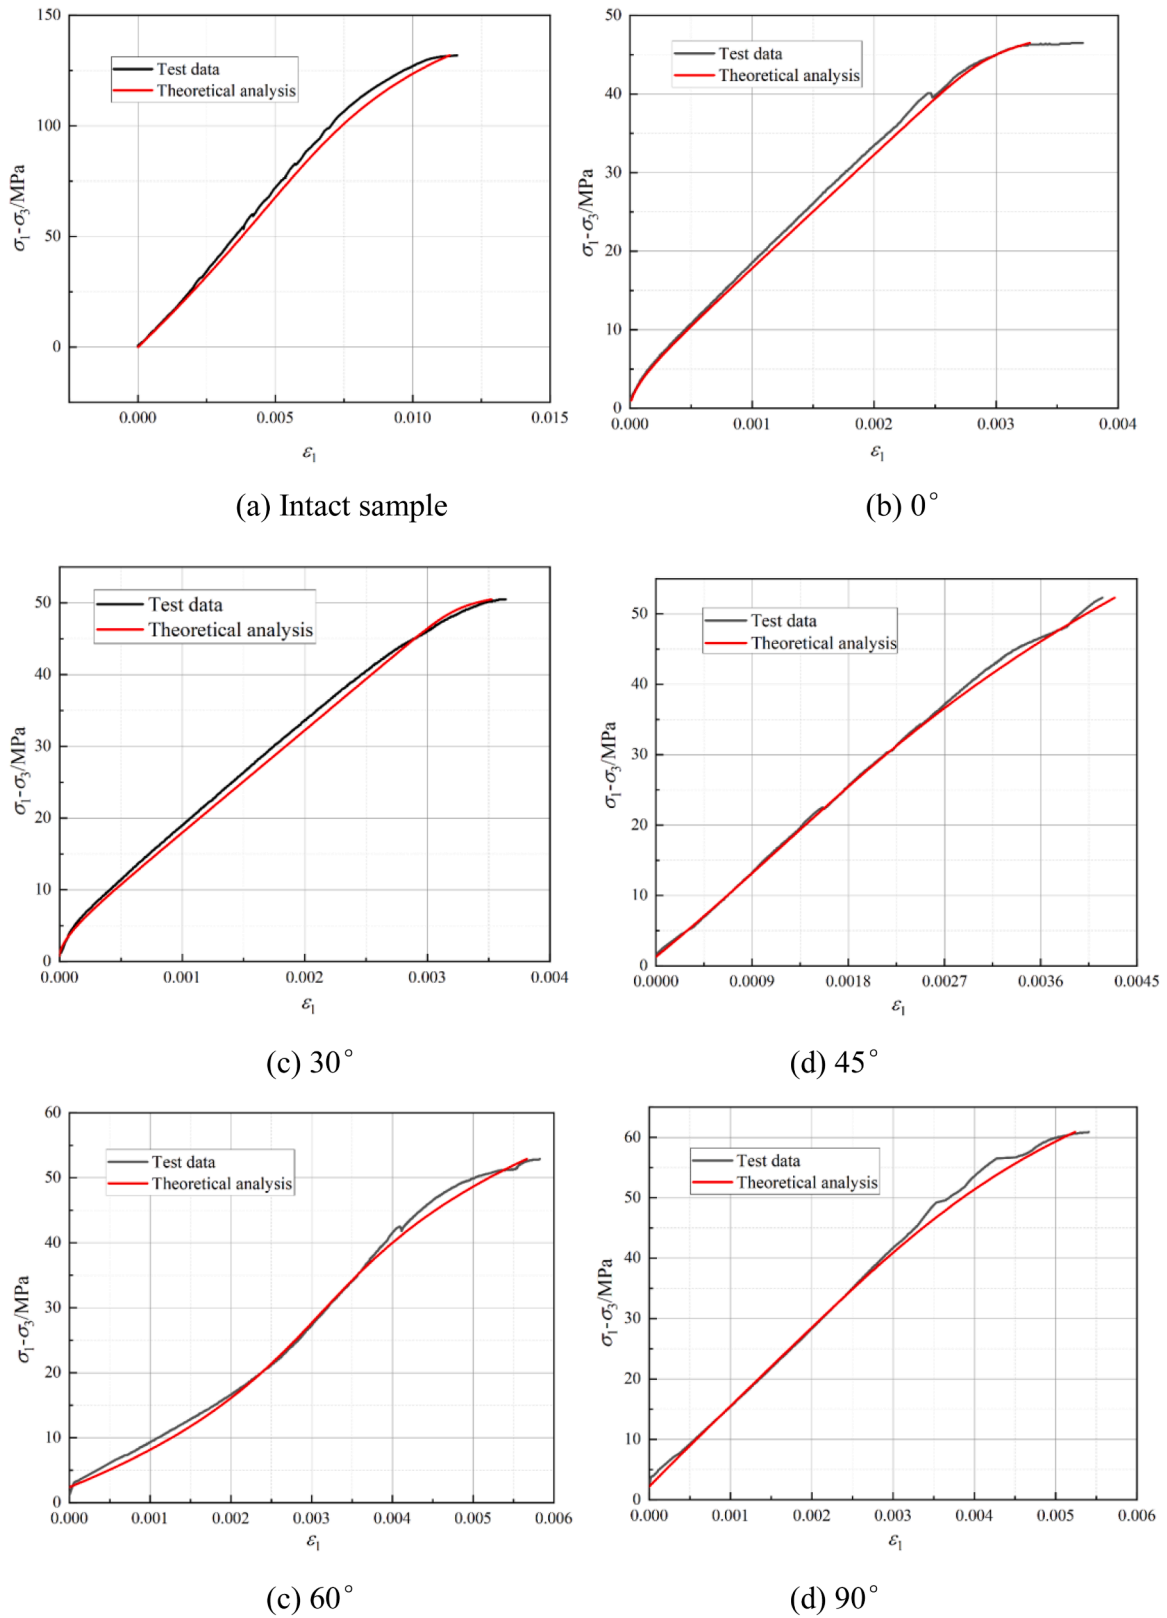 150
125
100
50
0
σ₁-σ₃/MPa
Test data
Theoretical analysis
0.000 0.005 0.010 0.015
ε₁
(a) Intact sample
50
40
30
20
10
0
σ₁-σ₃/MPa
Test data
Theoretical analysis
0.000 0.001 0.002 0.003 0.004
ε₁
(b) 0°
50
40
30
20
10
0
σ₁-σ₃/MPa
Test data
Theoretical analysis
0.000 0.001 0.002 0.003 0.004
ε₁
(c) 30°
50
40
30
20
10
0
σ₁-σ₃/MPa
Test data
Theoretical analysis
0.0000 0.0009 0.0018 0.0027 0.0036 0.0045
ε₁
(d) 45°
60
50
40
30
20
10
0
σ₁-σ₃/MPa
Test data
Theoretical analysis
0.000 0.001 0.002 0.003 0.004 0.005 0.006
ε₁
(c) 60°
60
50
40
30
20
10
0
σ₁-σ₃/MPa
Test data
Theoretical analysis
0.000 0.001 0.002 0.003 0.004 0.005 0.006
ε₁
(d) 90°